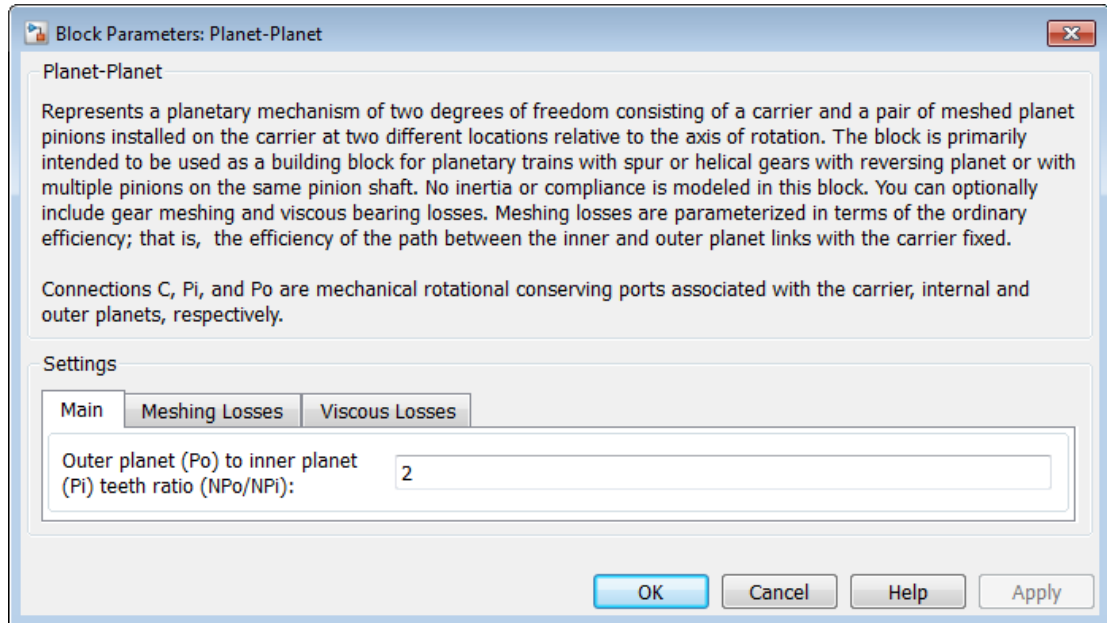 Block Parameters: Planet-Planet
Planet-Planet
Represents a planetary mechanism of two degrees of freedom consisting of a carrier and a pair of meshed planet
pinions installed on the carrier at two different locations relative to the axis of rotation. The block is primarily
intended to be used as a building block for planetary trains with spur or helical gears with reversing planet or with
multiple pinions on the same pinion shaft. No inertia or compliance is modeled in this block. You can optionally
include gear meshing and viscous bearing losses. Meshing losses are parameterized in terms of the ordinary
efficiency; that is,  the efficiency of the path between the inner and outer planet links with the carrier fixed.
Connections C, Pi, and Po are mechanical rotational conserving ports associated with the carrier, internal and
outer planets, respectively.
Settings
Main Meshing Losses Viscous Losses
Outer planet (Po) to inner planet
(Pi) teeth ratio (NPo/NPi):
2
OK Cancel Help Apply